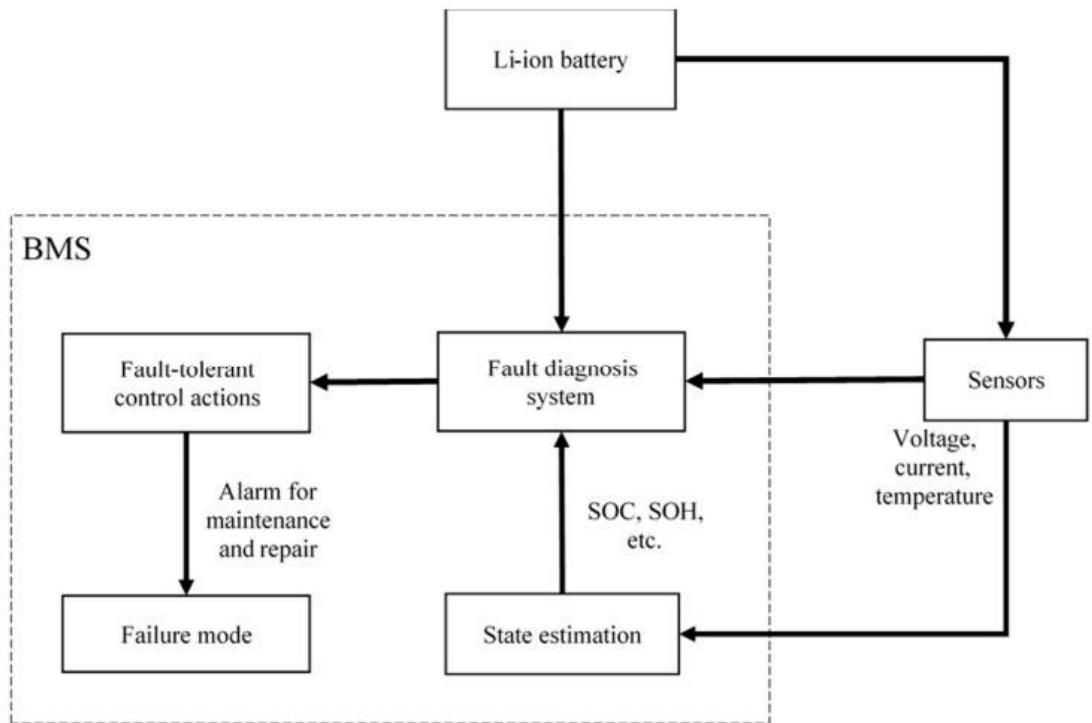 Li-ion battery
BMS
Fault-tolerant
control actions
Fault diagnosis
system
Sensors
Voltage,
current,
temperature
Alarm for
maintenance
and repair
SOC, SOH,
etc.
Failure mode
State estimation